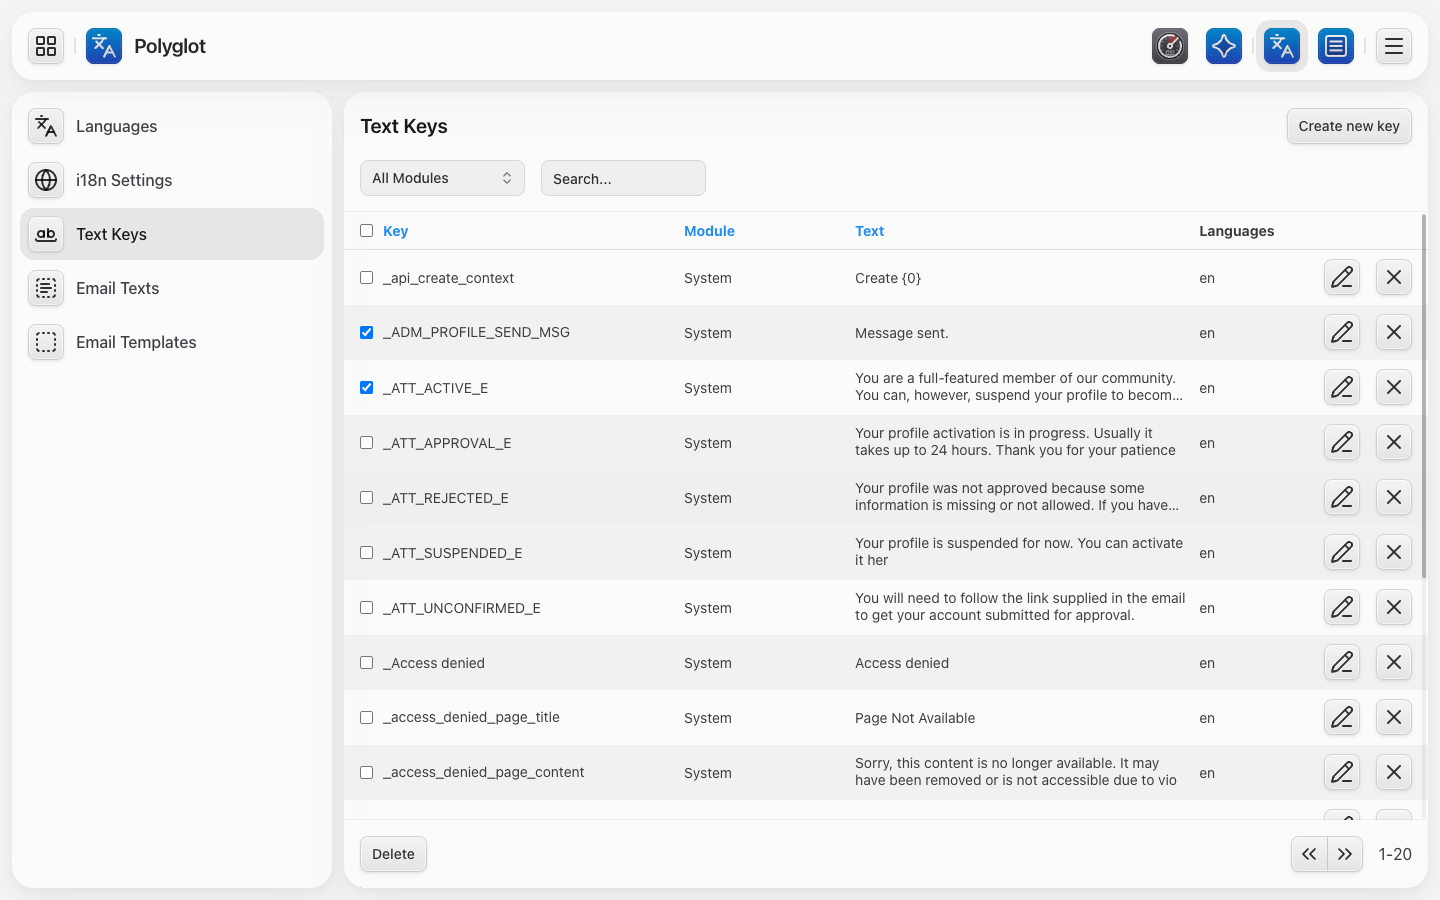 Polyglot
Languages
i18n Settings
ab Text Keys
Email Texts
Email Templates
Text Keys
Create new key
All Modules
Search...
Key Module Text Languages
_api_create_context System Create {0} en
_ADM_PROFILE_SEND_MSG System Message sent. en
_ATT_ACTIVE_E System You are a full-featured member of our community. en
You can, however, suspend your profile to becom...
_ATT_APPROVAL_E System Your profile activation is in progress. Usually it en
takes up to 24 hours. Thank you for your patience
_ATT_REJECTED_E System Your profile was not approved because some en
information is missing or not allowed. If you have...
_ATT_SUSPENDED_E System Your profile is suspended for now. You can activate en
it her
_ATT_UNCONFIRMED_E System You will need to follow the link supplied in the email en
to get your account submitted for approval.
_Access denied System Access denied en
_access_denied_page_title System Page Not Available en
_access_denied_page_content System Sorry, this content is no longer available. It may en
have been removed or is not accessible due to vio
Delete
1-20